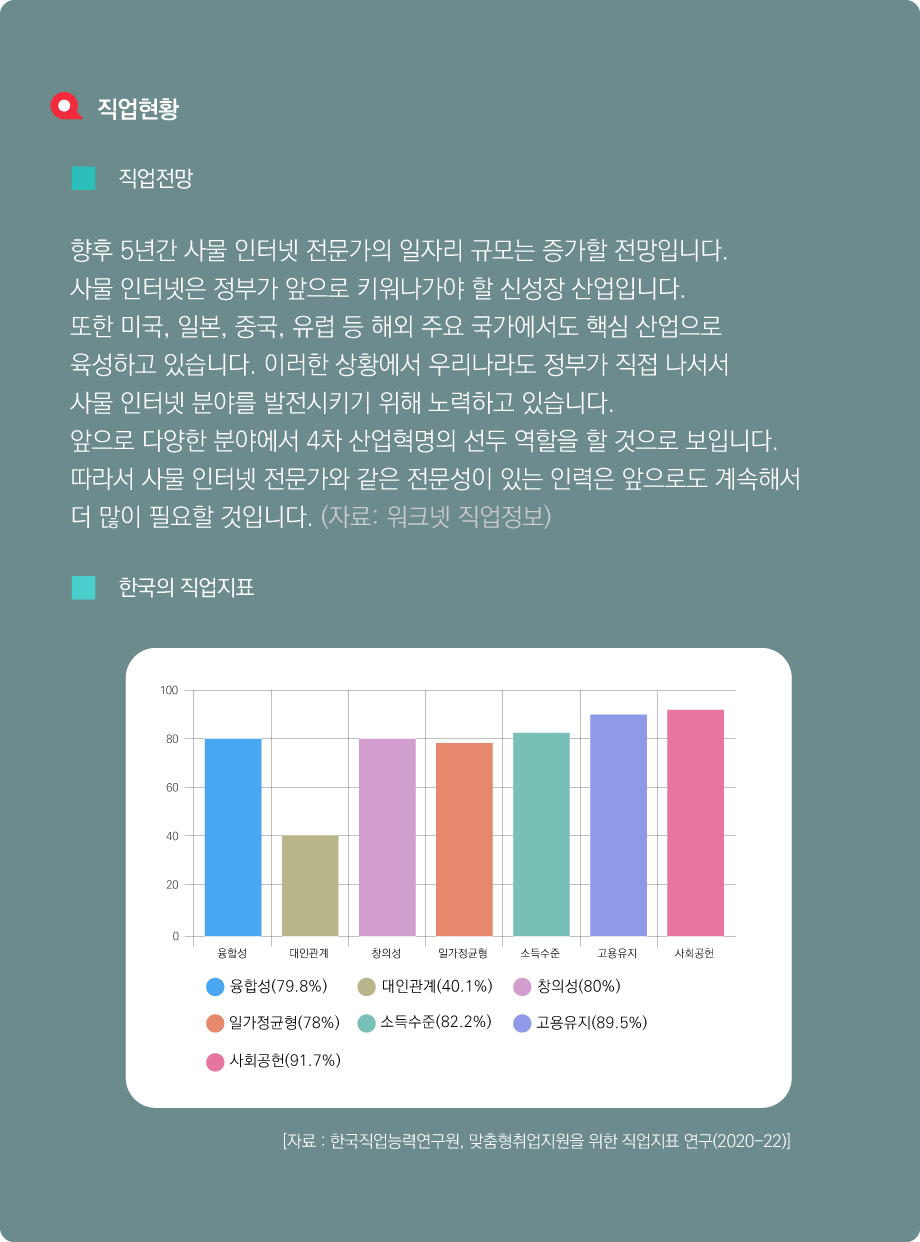 직업현황
직업전망
향후 5년간 사물 인터넷 전문가의 일자리 규모는 증가할 전망입니다.
사물 인터넷은 정부가 앞으로 키워나가야 할 신성장 산업입니다.
또한 미국, 일본, 중국, 유럽 등 해외 주요 국가에서도 핵심 산업으로
육성하고 있습니다. 이러한 상황에서 우리나라도 정부가 직접 나서서
사물 인터넷 분야를 발전시키기 위해 노력하고 있습니다.
앞으로 다양한 분야에서 4차 산업혁명의 선두 역할을 할 것으로 보입니다.
따라서 사물 인터넷 전문가와 같은 전문성이 있는 인력은 앞으로도 계속해서
더 많이 필요할 것입니다. (자료: 워크넷 직업정보)
한국의 직업지표
100
80
60
40
20
0
융합성 대인관계 창의성 일가정균형 소득수준 고용유지 사회공헌
융합성(79.8%) 대인관계(40.1%) 창의성(80%)
일가정균형(78%) 소득수준(82.2%) 고용유지(89.5%)
사회공헌(91.7%)
[자료 : 한국직업능력연구원, 맞춤형취업지원을 위한 직업지표 연구(2020-22)]